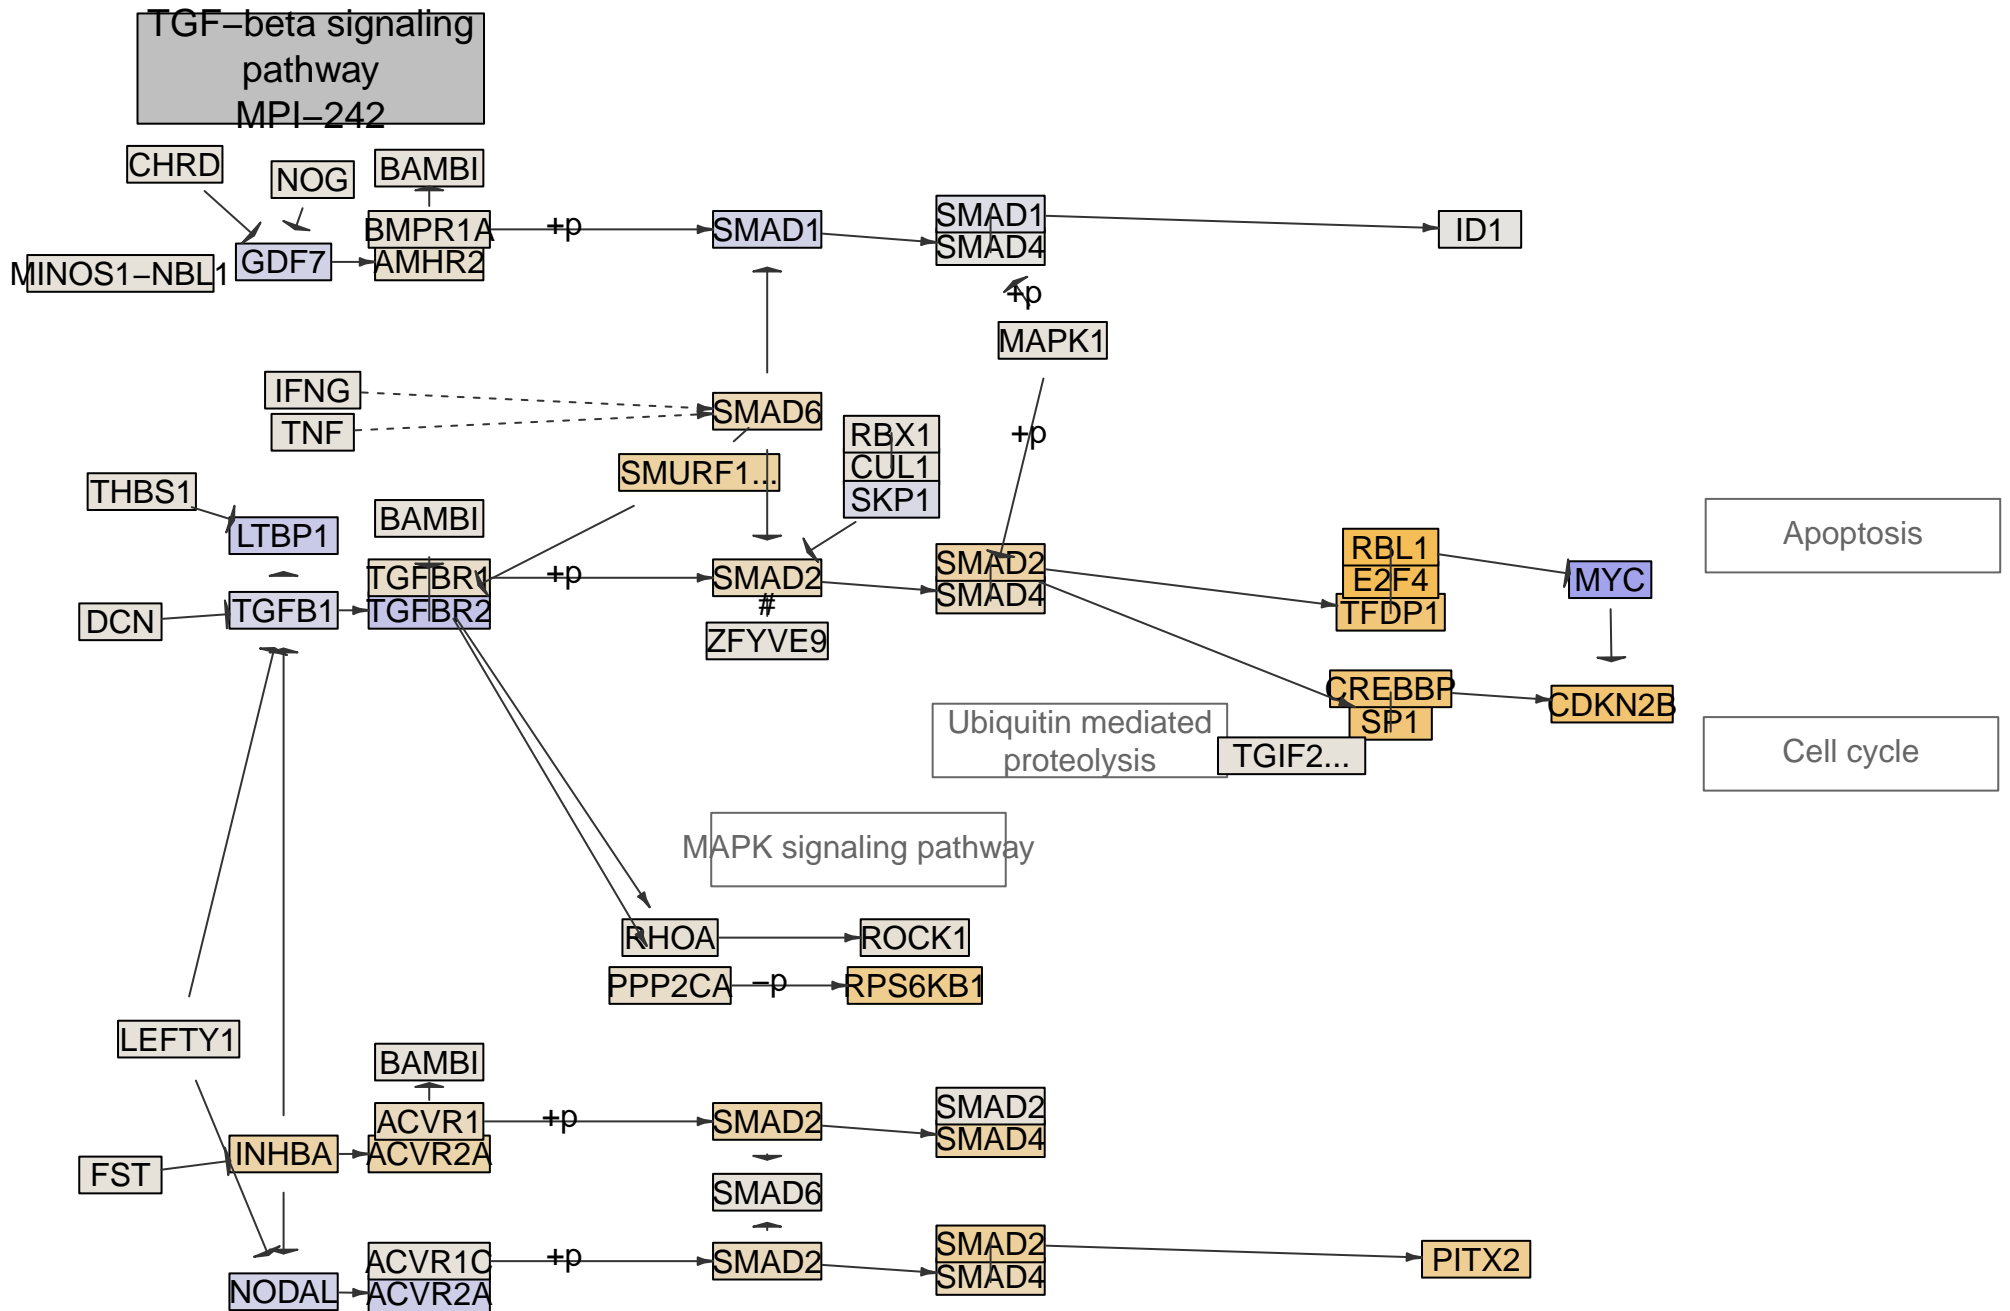 TGF−beta signaling
pathway
MPI−242
CHRD
NOG
BAMBI
BMPR1A
+p
SMAD1
SMAD1
SMAD4
ID1
MINOS1−NBL1
GDF7
AMHR2
+p
MAPK1
IFNG
TNF
SMAD6
RBX1
CUL1
SKP1
+p
SMURF1...
THBS1
LTBP1
BAMBI
TGFBR1
TGFBR2
+p
SMAD2
#
ZFYVE9
SMAD2
SMAD4
RBL1
E2F4
TFDP1
MYC
Apoptosis
DCN
TGFB1
CREBBP
SP1
CDKN2B
Ubiquitin mediated
proteolysis
TGIF2...
Cell cycle
MAPK signaling pathway
RHOA
ROCK1
PPP2CA
−p
RPS6KB1
LEFTY1
BAMBI
ACVR1
ACVR2A
+p
SMAD2
SMAD2
SMAD4
INHBA
FST
SMAD6
ACVR1C
ACVR2A
+p
SMAD2
SMAD2
SMAD4
PITX2
NODAL